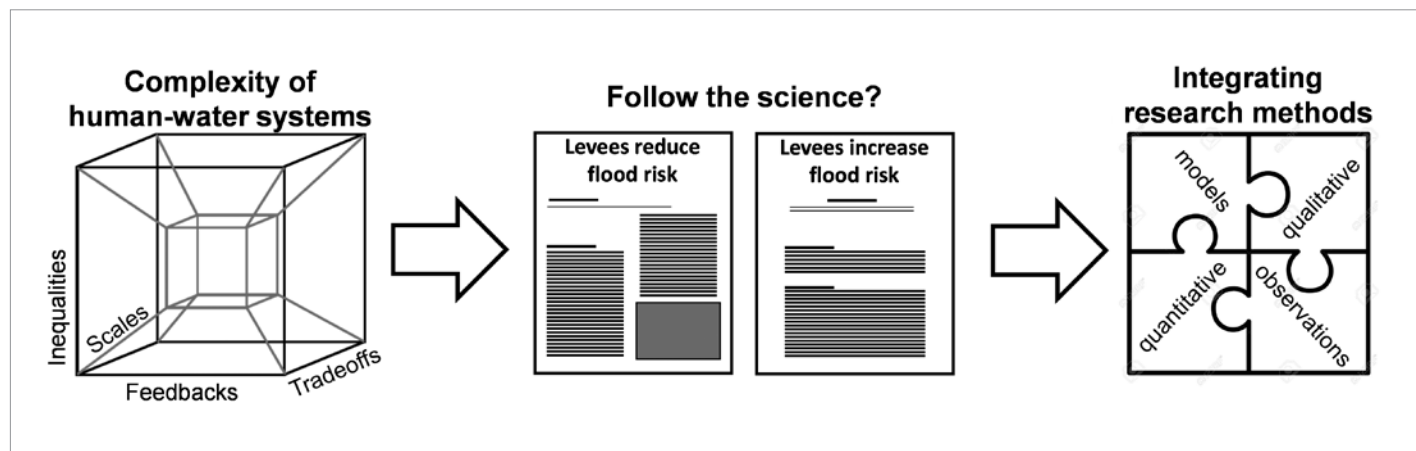 Complexity of
human-water systems
Inequalities
Scales
Feedbacks
Tradeoffs
Follow the science?
Levees reduce
flood risk
Levees increase
flood risk
Integrating
research methods
models
qualitative
quantitative
observations